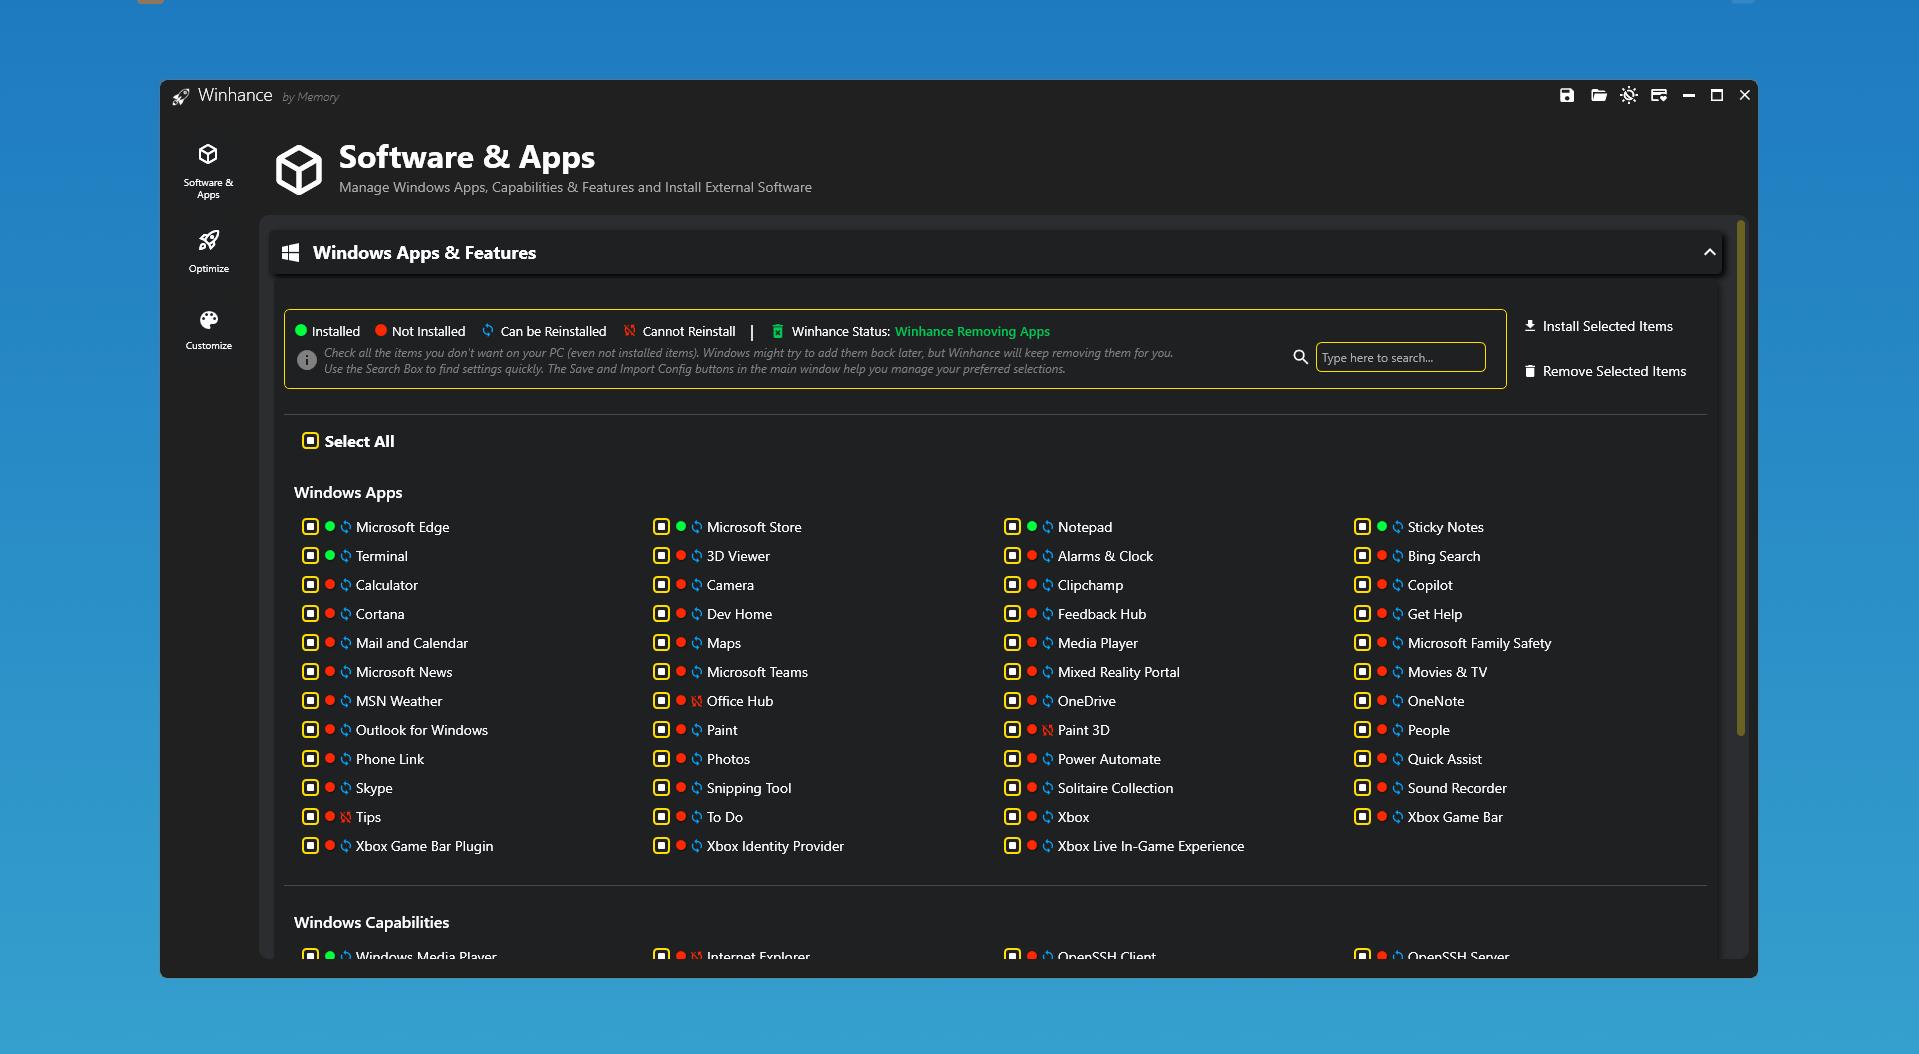 Winhance by Memory
Software & Apps
Optimize
Customize
Software & Apps
Manage Windows Apps, Capabilities & Features and Install External Software
Windows Apps & Features
Installed Not Installed Can be Reinstalled Cannot Reinstall | Winhance Status: Winhance Removing Apps
Check all the items you don't want on your PC (even not installed items). Windows might try to add them back later, but Winhance will keep removing them for you.
Use the Search Box to find settings quickly. The Save and Import Config buttons in the main window help you manage your preferred selections.
Type here to search...
Install Selected Items
Remove Selected Items
Select All
Windows Apps
Microsoft Edge Microsoft Store Notepad Sticky Notes
Terminal 3D Viewer Alarms & Clock Bing Search
Calculator Camera Clipchamp Copilot
Cortana Dev Home Feedback Hub Get Help
Mail and Calendar Maps Media Player Microsoft Family Safety
Microsoft News Microsoft Teams Mixed Reality Portal Movies & TV
MSN Weather Office Hub OneDrive OneNote
Outlook for Windows Paint Paint 3D People
Phone Link Photos Power Automate Quick Assist
Skype Snipping Tool Solitaire Collection Sound Recorder
Tips To Do Xbox Xbox Game Bar
Xbox Game Bar Plugin Xbox Identity Provider Xbox Live In-Game Experience
Windows Capabilities
Windows Media Player Internet Explorer OpenSSH Client OpenSSH Server